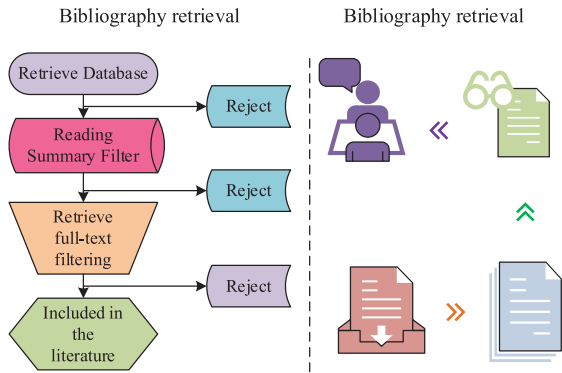 Bibliography retrieval
Retrieve Database
Reject
Reading
Summary Filter
Reject
Retrieve
full-text
filtering
Reject
Included in
the
literature
Bibliography retrieval